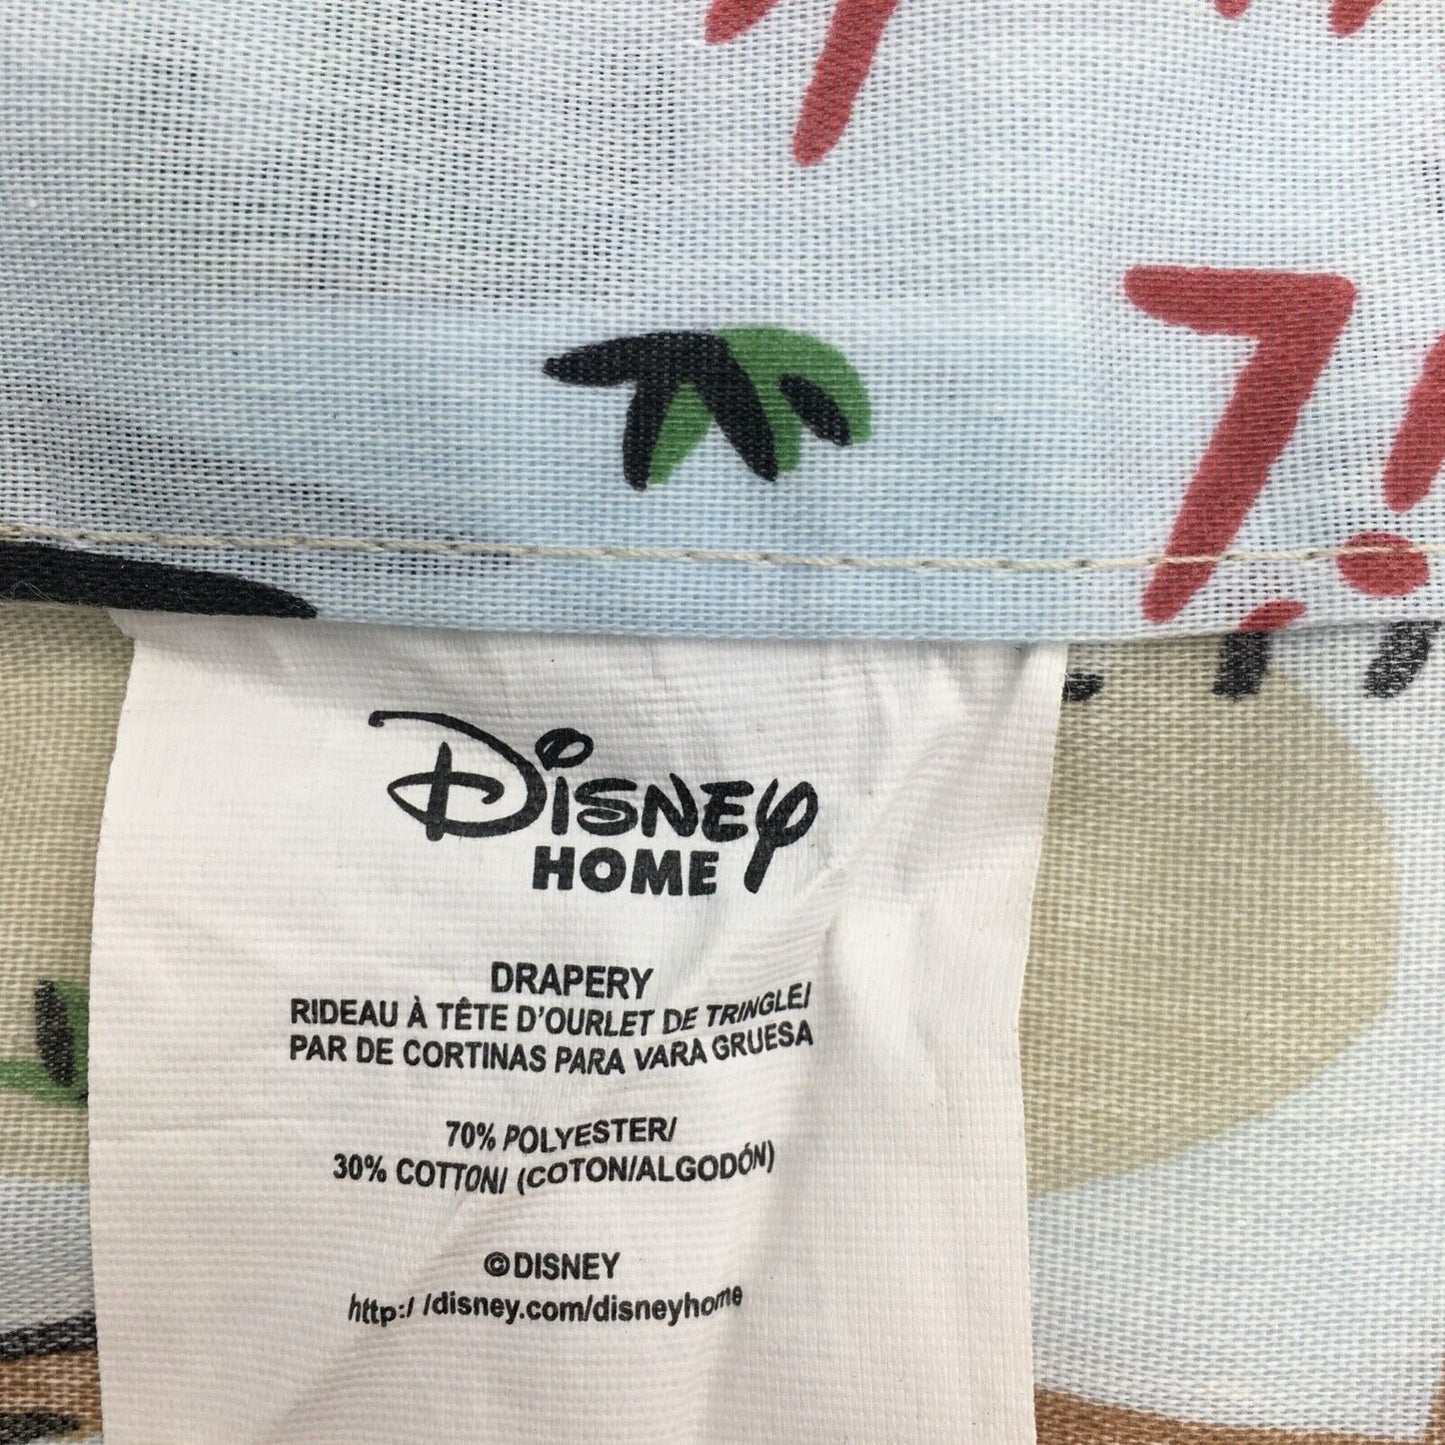 DISNEY
HOME
DRAPERY
RIDEAU À TÊTE D'OURLET DE TRINGLE/
PAR DE CORTINAS PARA VARA GRUESA
70% POLYESTER/
30% COTTON/ (COTON/ALGODÓN)
©DISNEY
http://disney.com/disneyhome